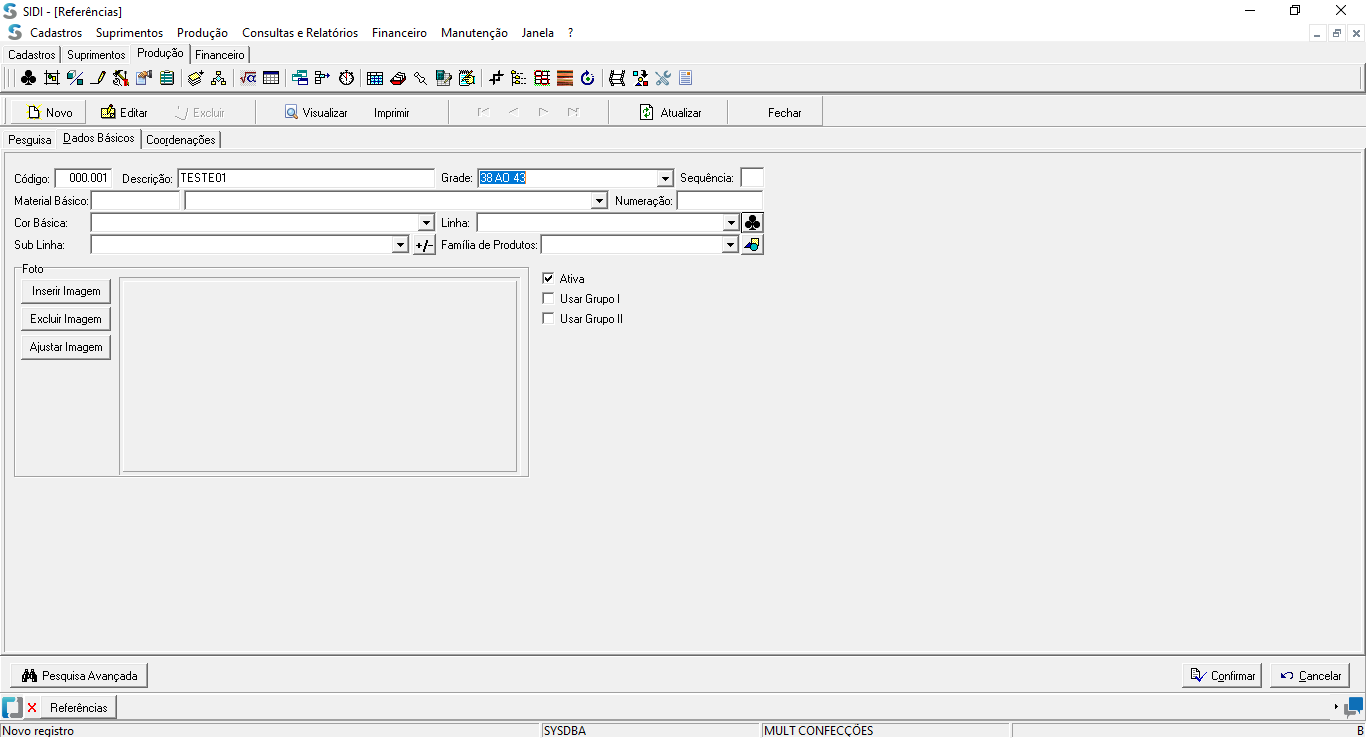 SIDI - [Referências]
Cadastros Suprimentos Produção Consultas e Relatórios Financeiro Manutenção Janela ?
Cadastros Suprimentos Produção Financeiro
Novo Editar Excluir Visualizar Imprimir Atualizar Fechar
Pesquisa Dados Básicos Coordenações
Código: 000.001 Descrição: TESTE01 Grade: 38 AO 43 Sequência:
Material Básico: Numeração:
Cor Básica: Linha:
Sub Linha: +/- Família de Produtos:
Foto
Inserir Imagem
Excluir Imagem
Ajustar Imagem
Ativa
Usar Grupo I
Usar Grupo II
Pesquisa Avançada Confirmar Cancelar
Referências
Novo registro SYSDBA MULT CONFECÇÕES B